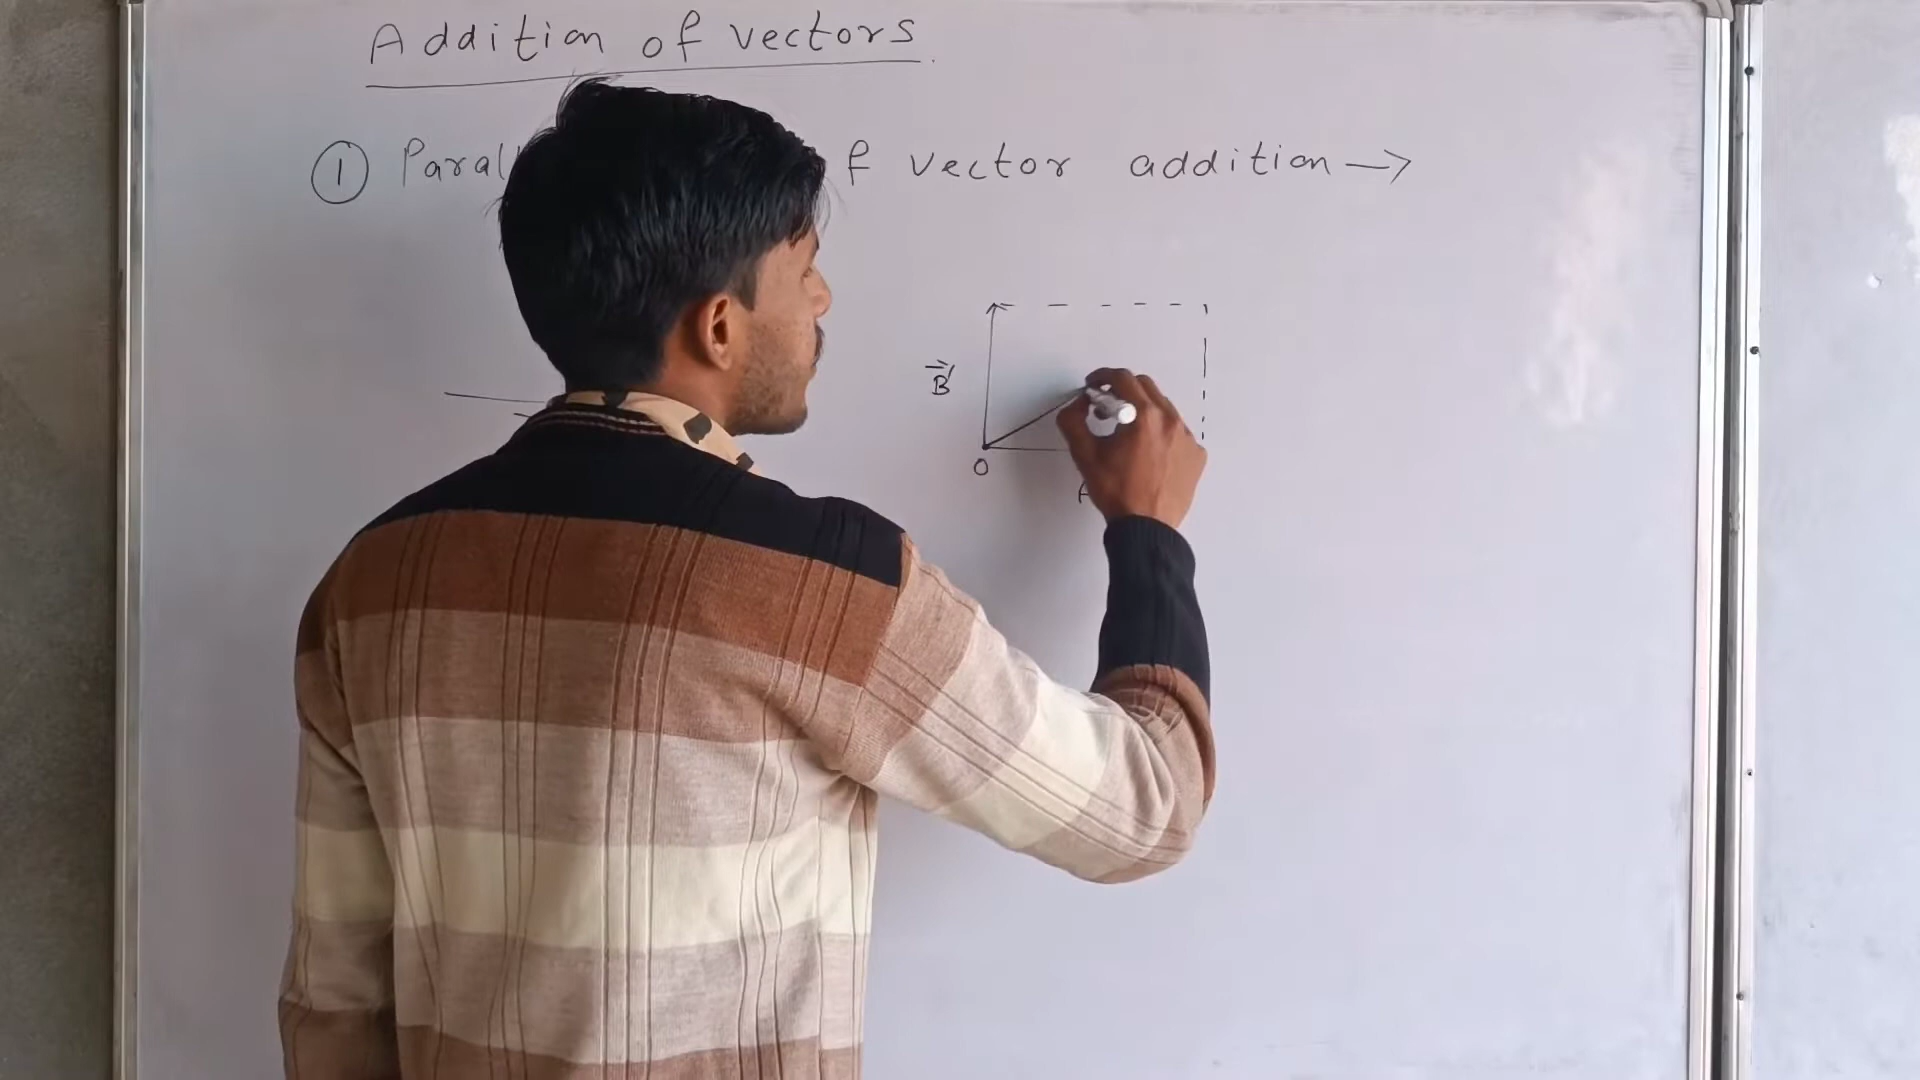 Addition of vectors
① Paral f vector addition →
B⃗
O